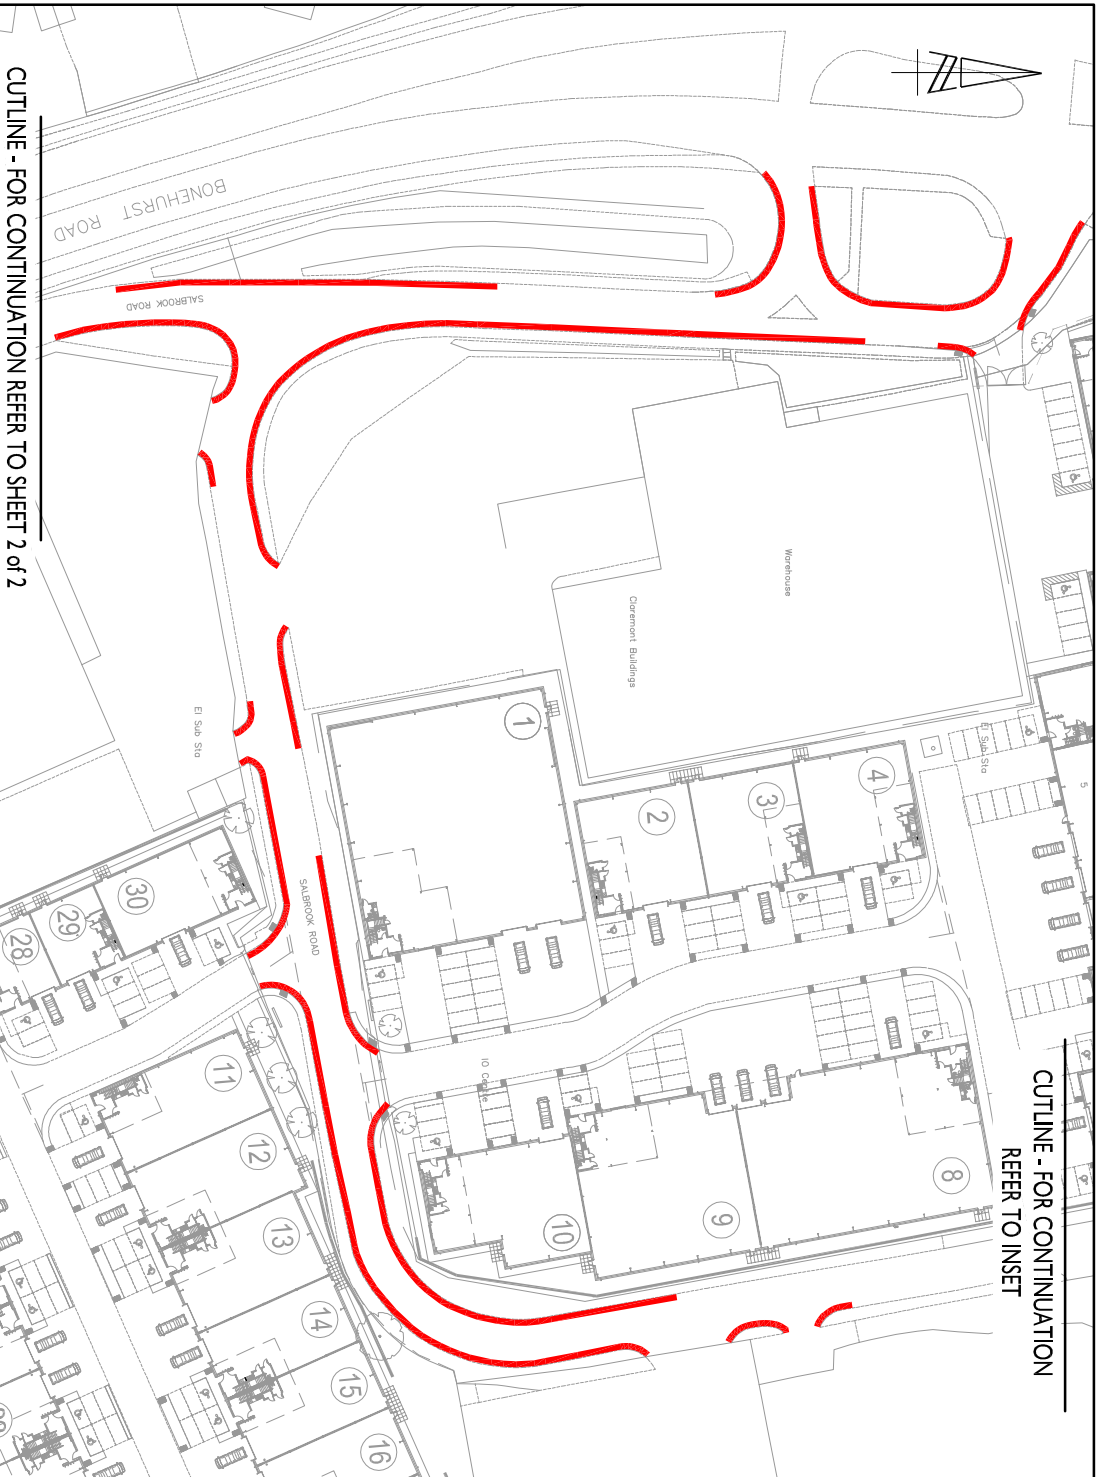 CUTLINE - FOR CONTINUATION REFER TO SHEET 2 of 2
CUTLINE - FOR CONTINUATION
REFER TO INSET
BONEHURST ROAD
SALBROOK ROAD
Warehouse
Claremont Buildings
El Sub Sta
El Sub Sta
SALBROOK ROAD
1
2
3
4
5
8
9
10
11
12
13
14
15
16
28
29
30